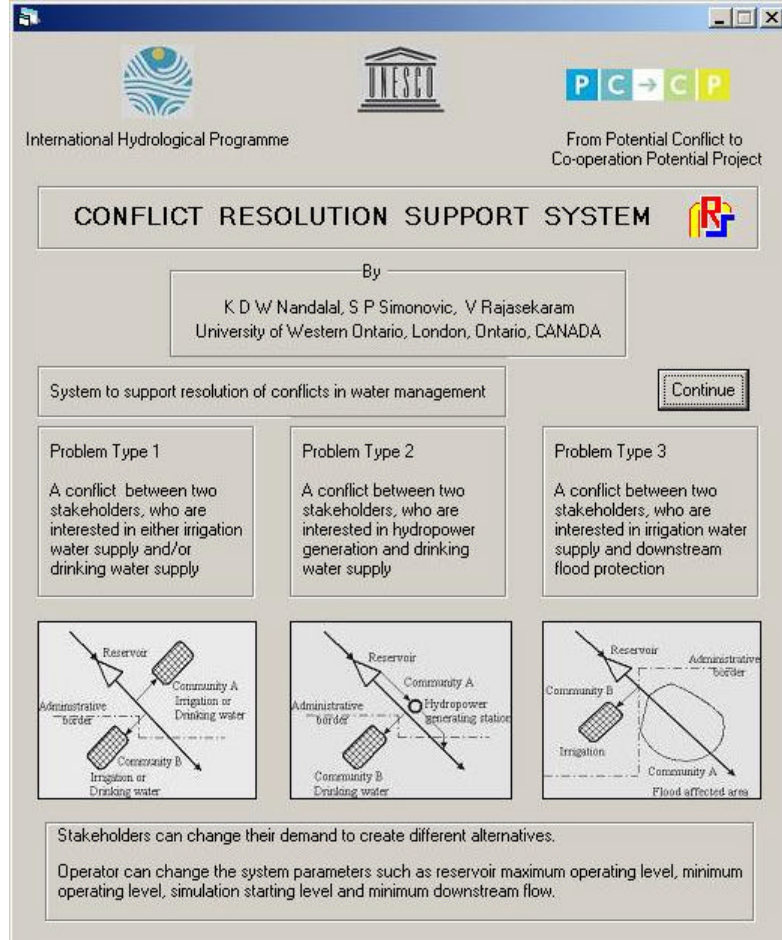 UNESCO
P C → C P
International Hydrological Programme
From Potential Conflict to
Co-operation Potential Project
CONFLICT RESOLUTION SUPPORT SYSTEM
By
K D W Nandalal, S P Simonovic, V Rajasekaram
University of Western Ontario, London, Ontario, CANADA
System to support resolution of conflicts in water management
Continue
Problem Type 1
A conflict between two
stakeholders, who are
interested in either irrigation
water supply and/or
drinking water supply
Problem Type 2
A conflict between two
stakeholders, who are
interested in hydropower
generation and drinking
water supply
Problem Type 3
A conflict between two
stakeholders, who are
interested in irrigation water
supply and downstream
flood protection
Reservoir
Community A
Irrigation or
Drinking water
Administrative
border
Community B
Irrigation or
Drinking water
Reservoir
Community A
Hydropower
generating station
Administrative
border
Community B
Drinking water
Reservoir
Administrative
border
Community B
Irrigation
Community A
Flood affected area
Stakeholders can change their demand to create different alternatives.
Operator can change the system parameters such as reservoir maximum operating level, minimum
operating level, simulation starting level and minimum downstream flow.